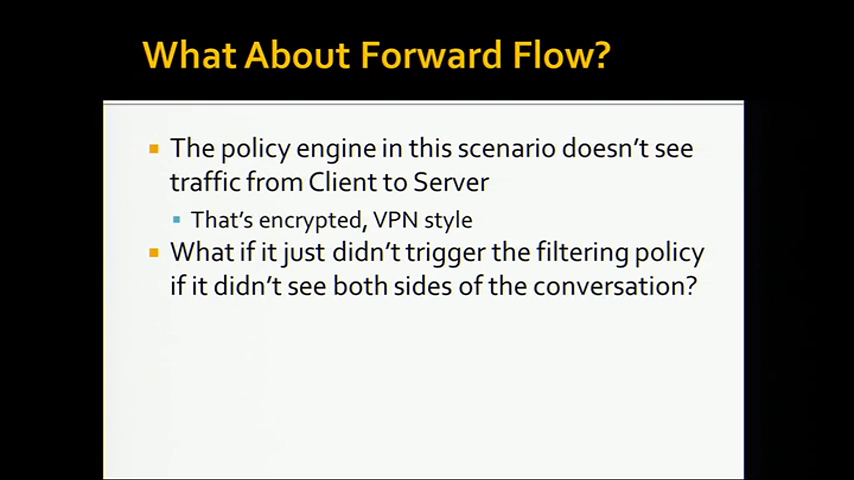 What About Forward Flow?
The policy engine in this scenario doesn't see
traffic from Client to Server
That's encrypted, VPN style
What if it just didn't trigger the filtering policy
if it didn't see both sides of the conversation?